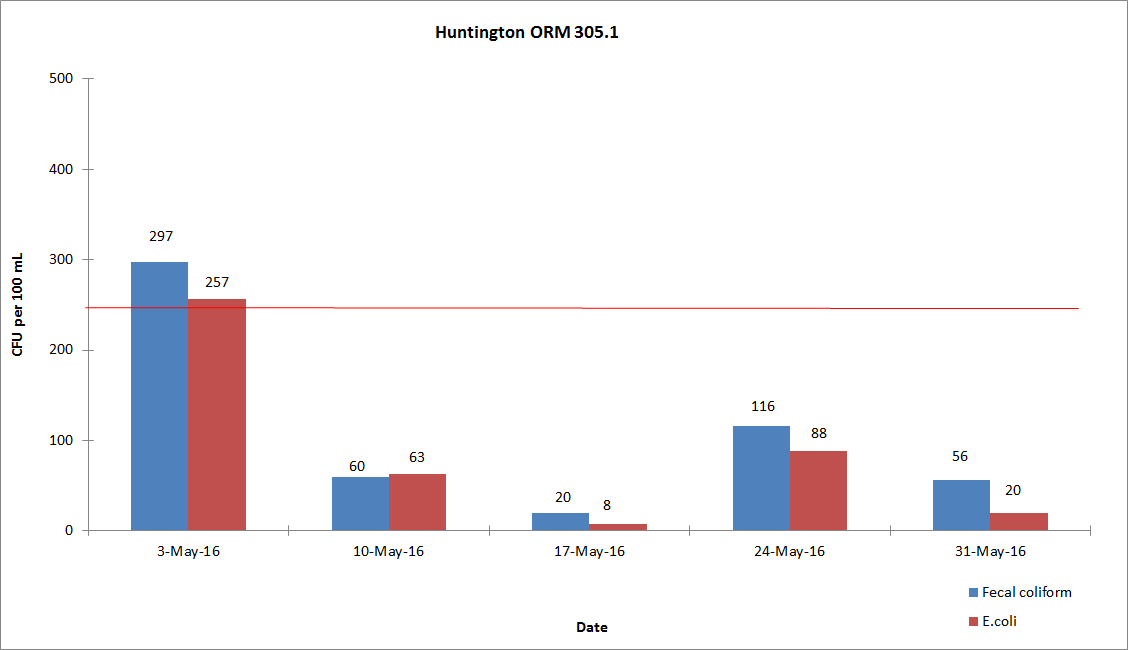 Huntington ORM 305.1
500
400
300
200
100
0
CFU per 100 mL
297
257
60
63
20
8
116
88
56
20
3-May-16
10-May-16
17-May-16
24-May-16
31-May-16
Date
Fecal coliform
E.coli